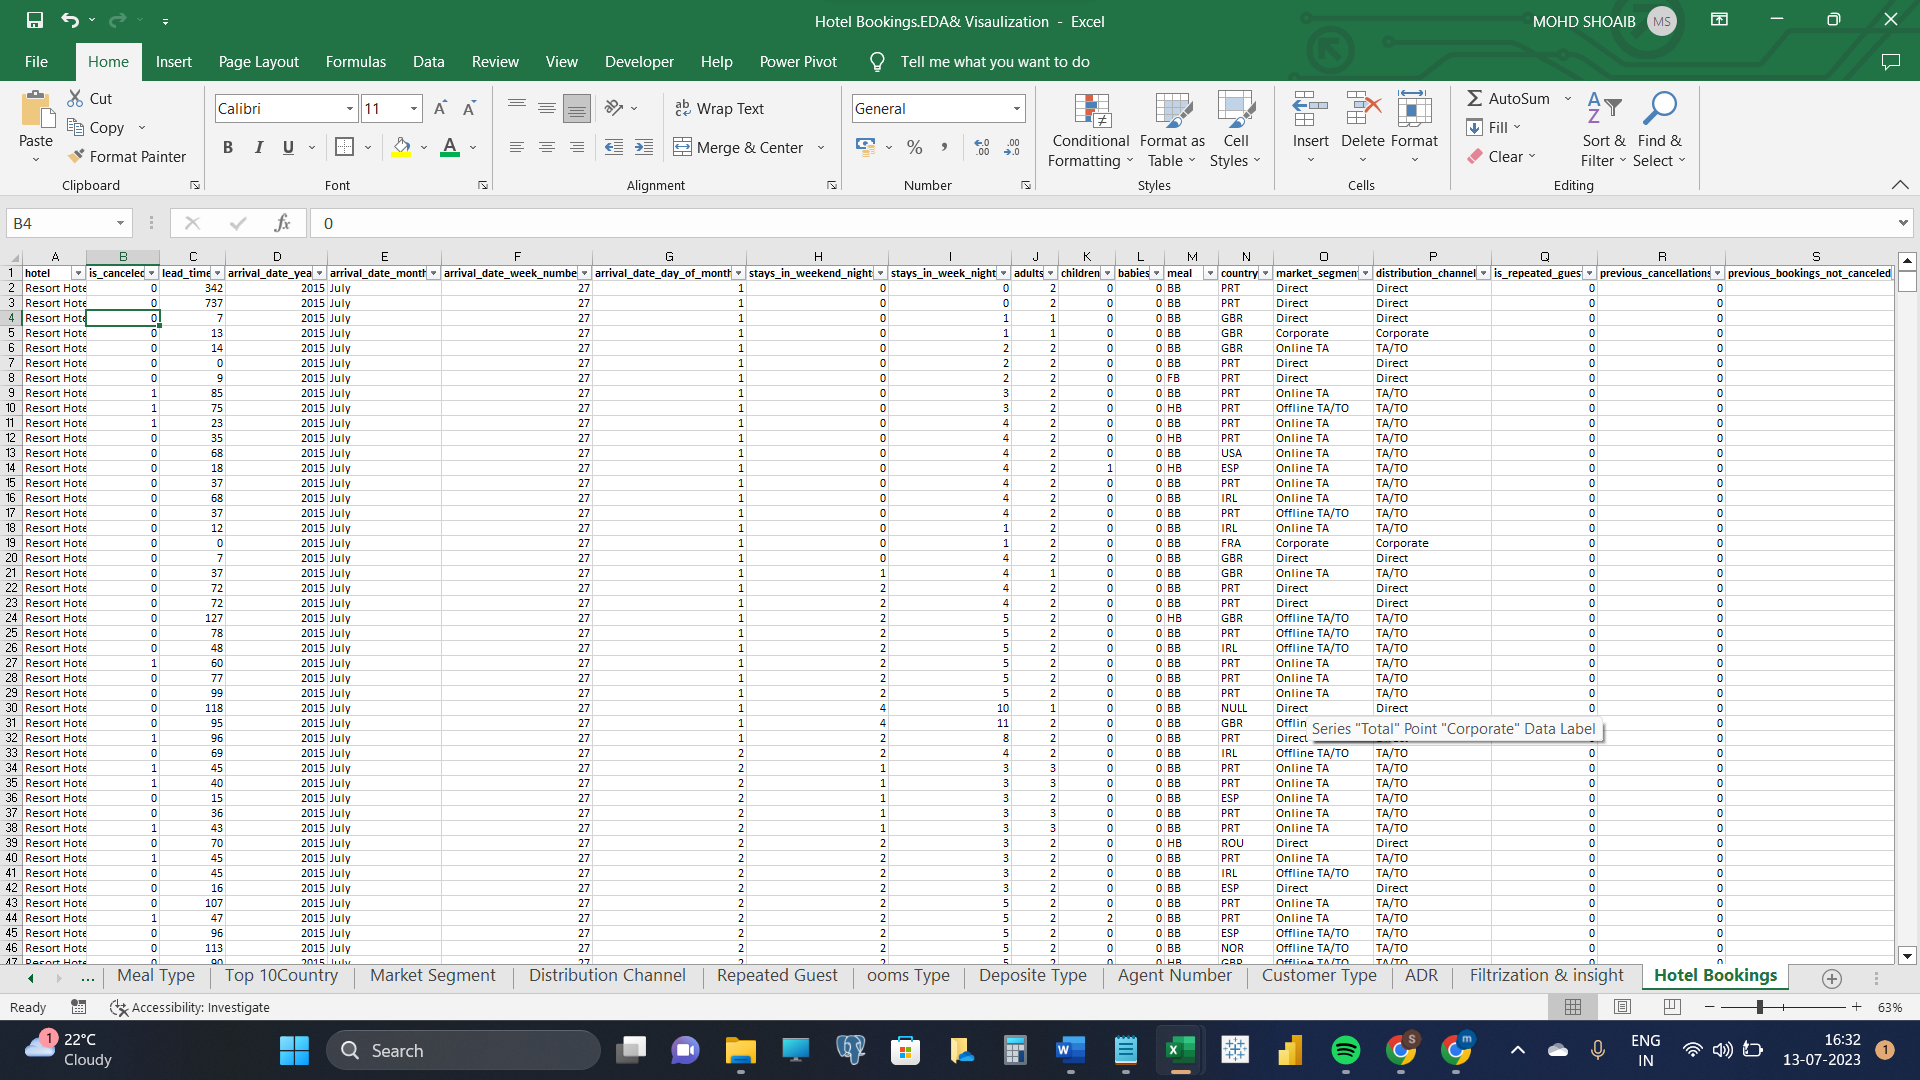 Hotel Bookings.EDA& Visaulization - Excel
MOHD SHOAIB MS
File Home Insert Page Layout Formulas Data Review View Developer Help Power Pivot Tell me what you want to do
Cut
Copy
Format Painter
Paste
Clipboard
Calibri 11
B I U
Font
Wrap Text
Merge & Center
Alignment
General
Number
Conditional Formatting
Format as Table
Cell Styles
Styles
Insert Delete Format
Cells
AutoSum
Fill
Clear
Sort & Filter
Find & Select
Editing
B4 fx 0
A B C D E F G H I J K L M N O P Q R S
1 hotel is_canceled lead_time arrival_date_yea arrival_date_month arrival_date_week_numbe arrival_date_day_of_month stays_in_weekend_night stays_in_week_night adults children babies meal country market_segment distribution_channel is_repeated_gues previous_cancellations previous_bookings_not_canceled
2 Resort Hote 0 342 2015 July 27 1 0 0 2 0 0 BB PRT Direct Direct 0 0
3 Resort Hote 0 737 2015 July 27 1 0 0 2 0 0 BB PRT Direct Direct 0 0
4 Resort Hote 0 7 2015 July 27 1 0 1 1 0 0 BB GBR Direct Direct 0 0
5 Resort Hote 0 13 2015 July 27 1 0 1 1 0 0 BB GBR Corporate Corporate 0 0
6 Resort Hote 0 14 2015 July 27 1 0 2 2 0 0 BB GBR Online TA TA/TO 0 0
7 Resort Hote 0 0 2015 July 27 1 0 2 2 0 0 BB PRT Direct Direct 0 0
8 Resort Hote 0 9 2015 July 27 1 0 2 2 0 0 FB PRT Direct Direct 0 0
9 Resort Hote 1 85 2015 July 27 1 0 3 2 0 0 BB PRT Online TA TA/TO 0 0
10 Resort Hote 1 75 2015 July 27 1 0 3 2 0 0 HB PRT Offline TA/TO TA/TO 0 0
11 Resort Hote 1 23 2015 July 27 1 0 4 2 0 0 BB PRT Online TA TA/TO 0 0
12 Resort Hote 0 35 2015 July 27 1 0 4 2 0 0 HB PRT Online TA TA/TO 0 0
13 Resort Hote 0 68 2015 July 27 1 0 4 2 0 0 BB USA Online TA TA/TO 0 0
14 Resort Hote 0 18 2015 July 27 1 0 4 2 1 0 HB ESP Online TA TA/TO 0 0
15 Resort Hote 0 37 2015 July 27 1 0 4 2 0 0 BB PRT Online TA TA/TO 0 0
16 Resort Hote 0 68 2015 July 27 1 0 4 2 0 0 BB IRL Online TA TA/TO 0 0
17 Resort Hote 0 37 2015 July 27 1 0 4 2 0 0 BB PRT Offline TA/TO TA/TO 0 0
18 Resort Hote 0 12 2015 July 27 1 0 1 2 0 0 BB IRL Online TA TA/TO 0 0
19 Resort Hote 0 0 2015 July 27 1 0 1 2 0 0 BB FRA Corporate Corporate 0 0
20 Resort Hote 0 7 2015 July 27 1 0 4 2 0 0 BB GBR Direct Direct 0 0
21 Resort Hote 0 37 2015 July 27 1 1 4 1 0 0 BB GBR Online TA TA/TO 0 0
22 Resort Hote 0 72 2015 July 27 1 2 4 2 0 0 BB PRT Direct Direct 0 0
23 Resort Hote 0 72 2015 July 27 1 2 4 2 0 0 BB PRT Direct Direct 0 0
24 Resort Hote 0 127 2015 July 27 1 2 5 2 0 0 HB GBR Offline TA/TO TA/TO 0 0
25 Resort Hote 0 78 2015 July 27 1 2 5 2 0 0 BB PRT Offline TA/TO TA/TO 0 0
26 Resort Hote 0 48 2015 July 27 1 2 5 2 0 0 BB IRL Offline TA/TO TA/TO 0 0
27 Resort Hote 1 60 2015 July 27 1 2 5 2 0 0 BB PRT Online TA TA/TO 0 0
28 Resort Hote 0 77 2015 July 27 1 2 5 2 0 0 BB PRT Online TA TA/TO 0 0
29 Resort Hote 0 99 2015 July 27 1 2 5 2 0 0 BB PRT Online TA TA/TO 0 0
30 Resort Hote 0 118 2015 July 27 1 4 10 1 0 0 BB NULL Direct Direct 0 0
31 Resort Hote 0 95 2015 July 27 1 4 11 2 0 0 BB GBR Offlin
Series "Total" Point "Corporate" Data Label
32 Resort Hote 1 96 2015 July 27 1 2 8 2 0 0 BB PRT Direct 0 0
33 Resort Hote 0 69 2015 July 27 2 2 4 2 0 0 BB IRL Offline TA/TO TA/TO 0 0
34 Resort Hote 1 45 2015 July 27 2 1 3 3 0 0 BB PRT Online TA TA/TO 0 0
35 Resort Hote 1 40 2015 July 27 2 1 3 3 0 0 BB PRT Online TA TA/TO 0 0
36 Resort Hote 0 15 2015 July 27 2 1 3 2 0 0 BB ESP Online TA TA/TO 0 0
37 Resort Hote 0 36 2015 July 27 2 1 3 3 0 0 BB PRT Online TA TA/TO 0 0
38 Resort Hote 1 43 2015 July 27 2 1 3 3 0 0 BB PRT Online TA TA/TO 0 0
39 Resort Hote 0 70 2015 July 27 2 2 3 2 0 0 HB ROU Direct Direct 0 0
40 Resort Hote 1 45 2015 July 27 2 2 3 2 0 0 BB PRT Online TA TA/TO 0 0
41 Resort Hote 0 45 2015 July 27 2 2 3 2 0 0 BB IRL Offline TA/TO TA/TO 0 0
42 Resort Hote 0 16 2015 July 27 2 2 3 2 0 0 BB ESP Direct Direct 0 0
43 Resort Hote 0 107 2015 July 27 2 2 5 2 0 0 BB PRT Online TA TA/TO 0 0
44 Resort Hote 1 47 2015 July 27 2 2 5 2 2 0 BB PRT Online TA TA/TO 0 0
45 Resort Hote 0 96 2015 July 27 2 2 5 2 0 0 BB ESP Offline TA/TO TA/TO 0 0
46 Resort Hote 0 113 2015 July 27 2 2 5 2 0 0 BB NOR Offline TA/TO TA/TO 0 0
... Meal Type Top 10Country Market Segment Distribution Channel Repeated Guest ooms Type Deposite Type Agent Number Customer Type ADR Filtrization & insight Hotel Bookings
Ready Accessibility: Investigate 63%
1 22°C
Cloudy
Search
ENG
IN
16:32
13-07-2023
1